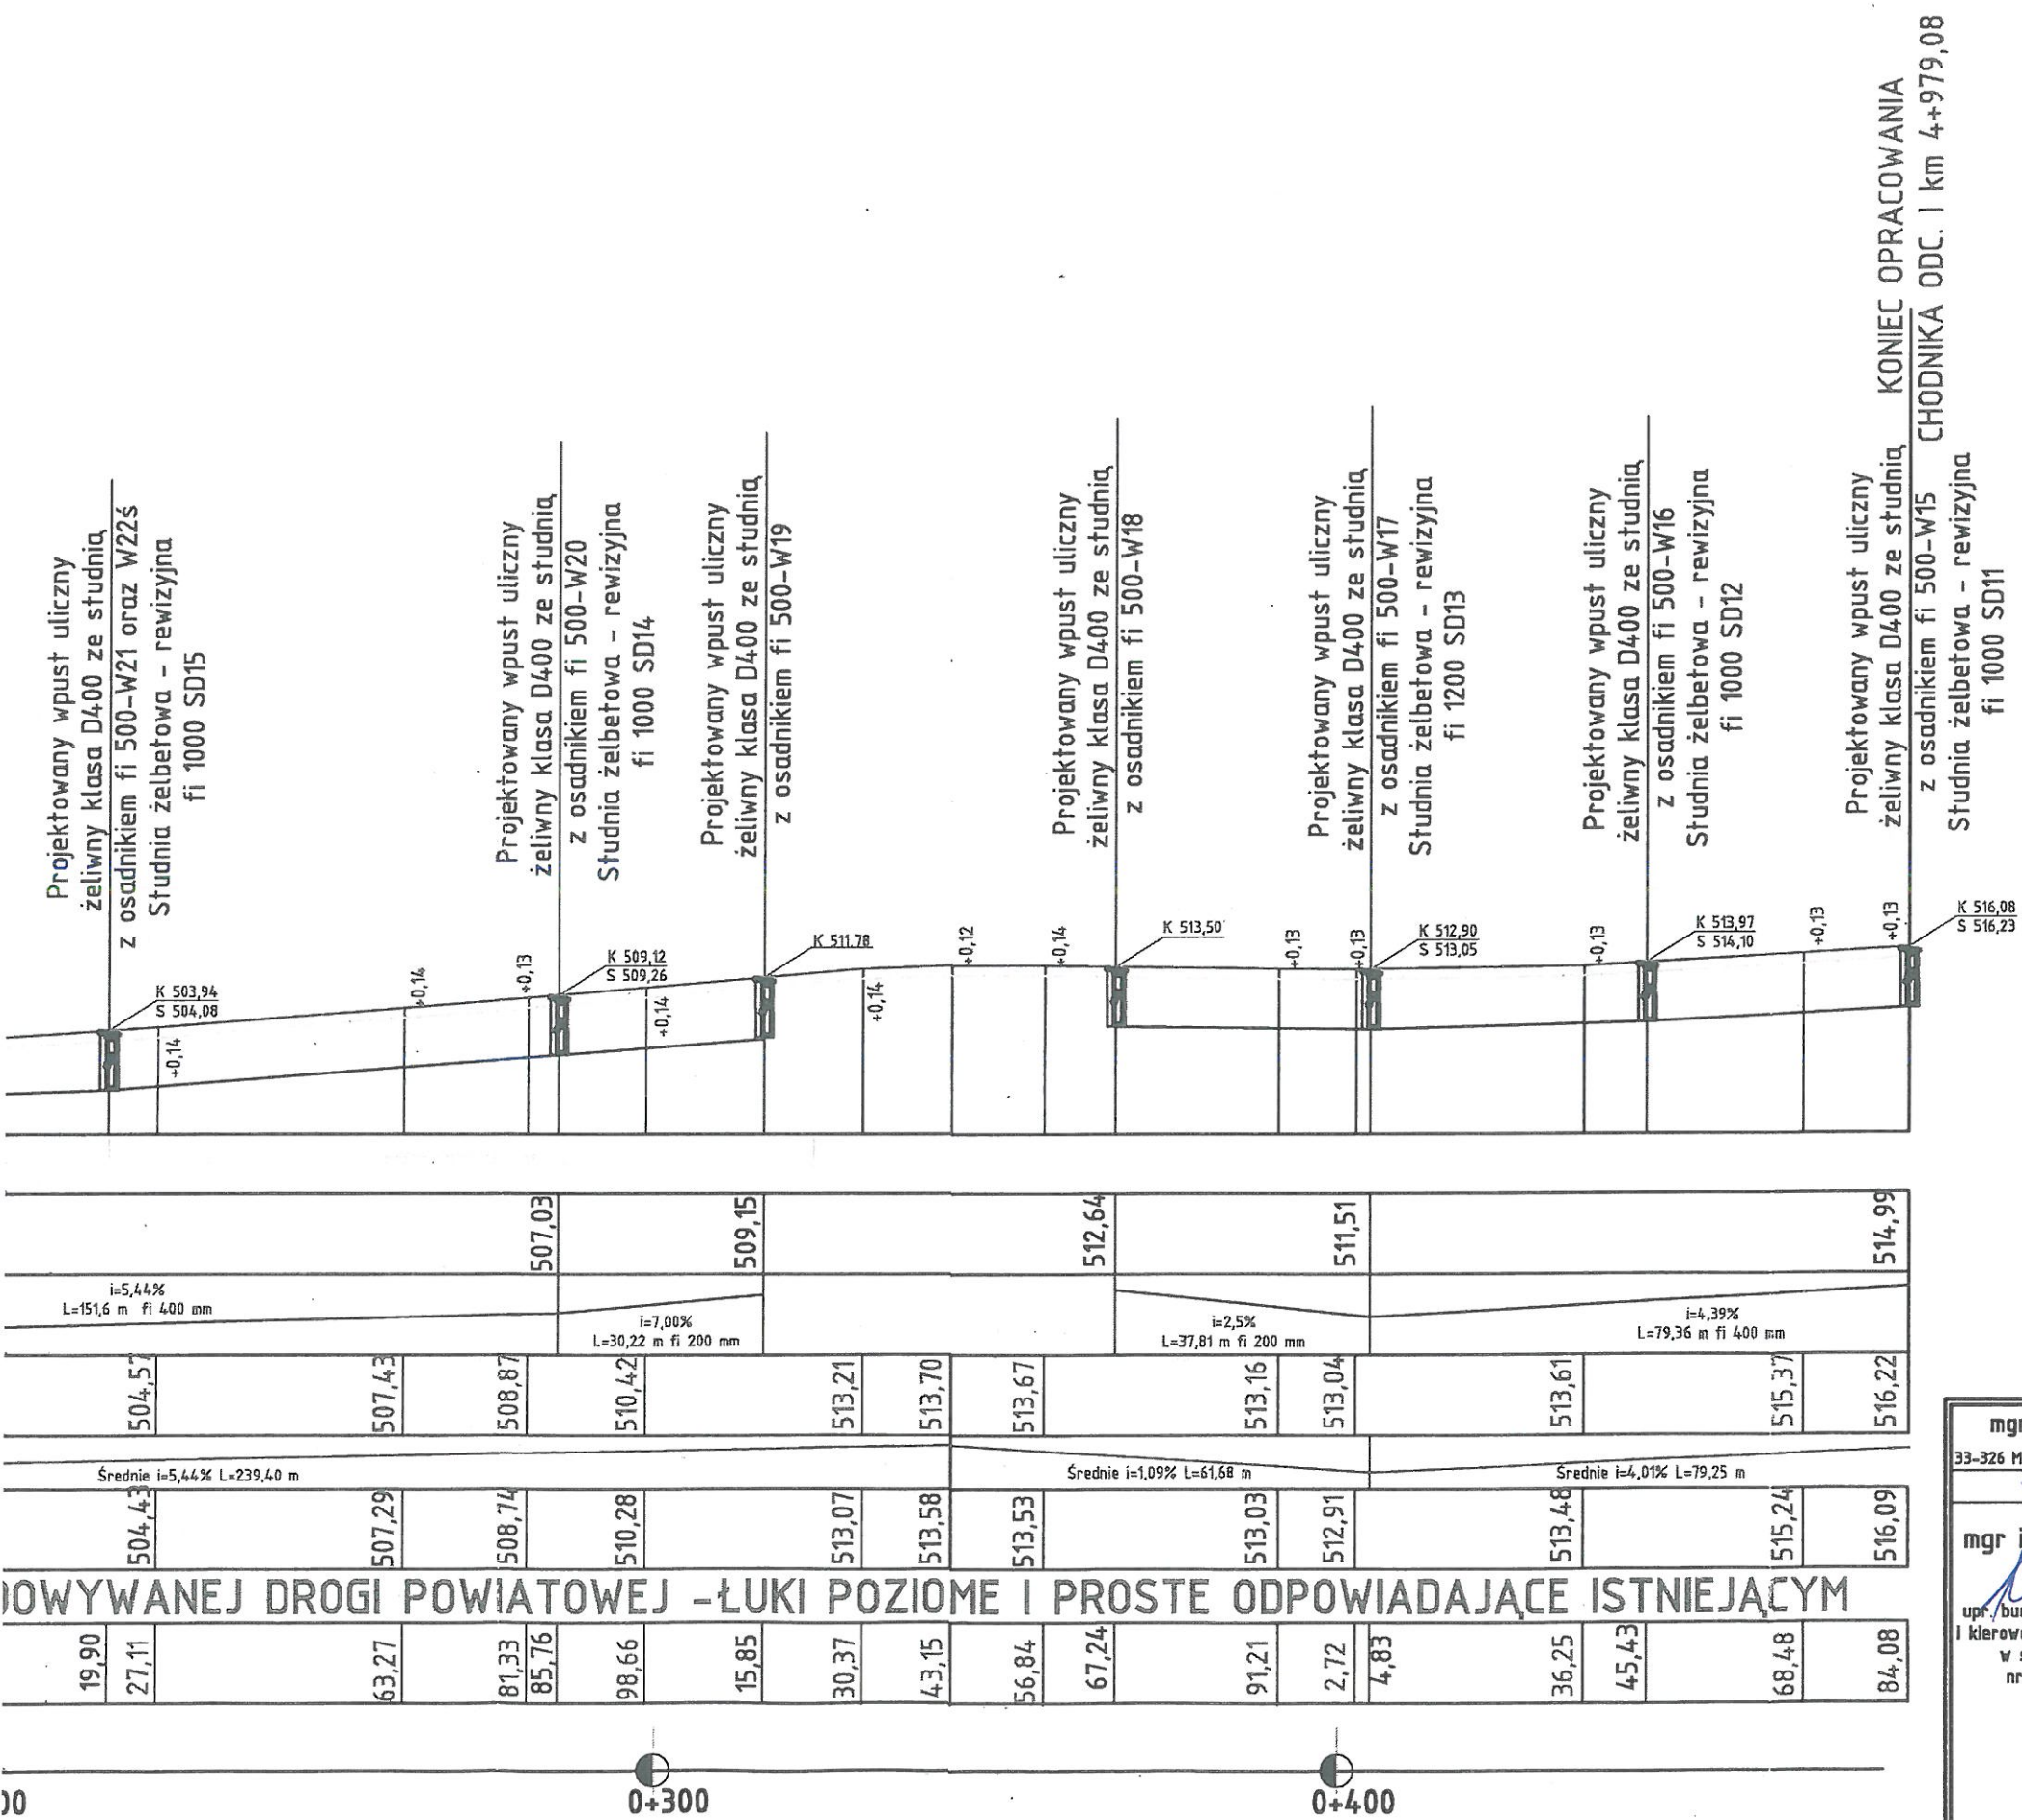 KONIEC OPRACOWANIA
CHODNIKA ODC. I km 4+979,08
Projektowany wpust uliczny
żeliwny klasa D400 ze studnią
z osadnikiem fi 500-W21 oraz W22ś
Studnia żelbetowa - rewizyjna
fi 1000 SD15
Projektowany wpust uliczny
żeliwny klasa D400 ze studnią
z osadnikiem fi 500-W20
Studnia żelbetowa - rewizyjna
fi 1000 SD14
Projektowany wpust uliczny
żeliwny klasa D400 ze studnią
z osadnikiem fi 500-W19
Projektowany wpust uliczny
żeliwny klasa D400 ze studnią
z osadnikiem fi 500-W18
Projektowany wpust uliczny
żeliwny klasa D400 ze studnią
z osadnikiem fi 500-W17
Studnia żelbetowa - rewizyjna
fi 1200 SD13
Projektowany wpust uliczny
żeliwny klasa D400 ze studnią
z osadnikiem fi 500-W16
Studnia żelbetowa - rewizyjna
fi 1000 SD12
Projektowany wpust uliczny
żeliwny klasa D400 ze studnią
z osadnikiem fi 500-W15
Studnia żelbetowa - rewizyjna
fi 1000 SD11
K 503,94
S 504,08
+0,14
+0,14
+0,13
K 509,12
S 509,26
+0,14
K 511.78
+0,14
+0,12
+0,14
K 513,50
+0,13
+0,13
K 512,90
S 513,05
+0,13
K 513,97
S 514,10
+0,13
+0,13
K 516,08
S 516,23
507,03
509,15
512,64
511,51
514,99
i=5,44%
L=151,6 m fi 400 mm
i=7,00%
L=30,22 m fi 200 mm
i=2,5%
L=37,81 m fi 200 mm
i=4,39%
L=79,36 m fi 400 mm
504,57
507,43
508,87
510,42
513,21
513,70
513,67
513,16
513,04
513,61
515,37
516,22
Średnie i=5,44% L=239,40 m
Średnie i=1,09% L=61,68 m
Średnie i=4,01% L=79,25 m
504,43
507,29
508,74
510,28
513,07
513,58
513,53
513,03
512,91
513,48
515,24
516,09
DOWYWANEJ DROGI POWIATOWEJ -ŁUKI POZIOME I PROSTE ODPOWIADAJĄCE ISTNIEJĄCYM
19,90
27,11
63,27
81,33
85,76
98,66
15,85
30,37
43,15
56,84
67,24
91,21
2,72
4,83
36,25
45,43
68,48
84,08
00
0+300
0+400
mgr
33-326 M
mgr i
upr. bu
i kierow
w s
nr